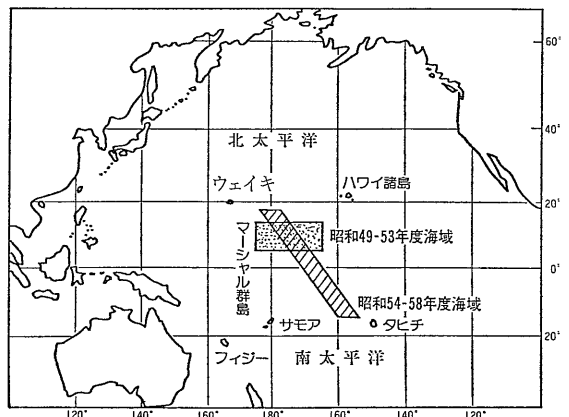 60°
40°
北太平洋
ウェイキ
ハワイ諸島
20°
マーシャル群島
昭和49-53年度海域
0°
昭和54-58年度海域
サモア
タヒチ
20°
フィジー
南太平洋
120°
140°
160°
180°
160°
140°
120°